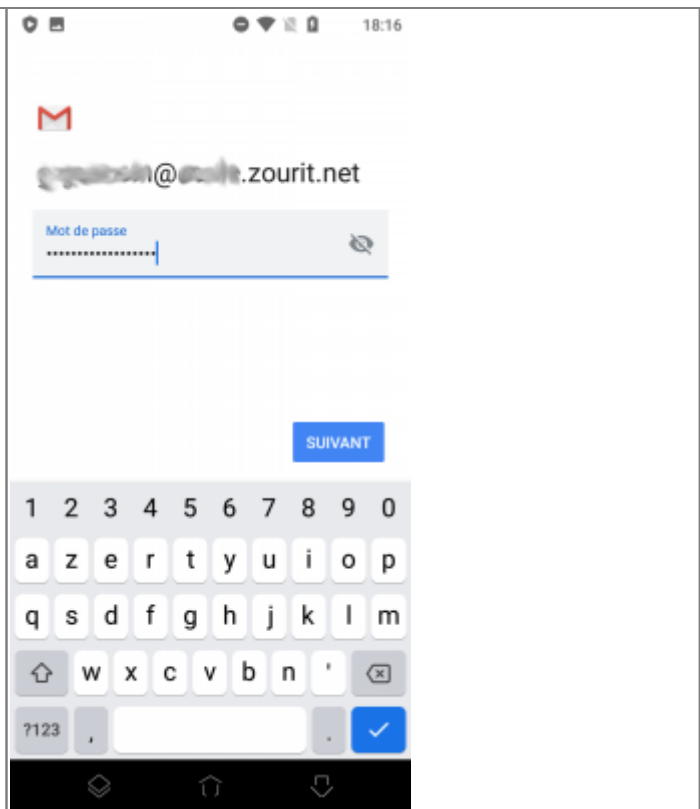 18:16
@ .zourit.net
Mot de passe
••••••••••••••••••
SUIVANT
1 2 3 4 5 6 7 8 9 0
a z e r t y u i o p
q s d f g h j k l m
w x c v b n '
?123 , .